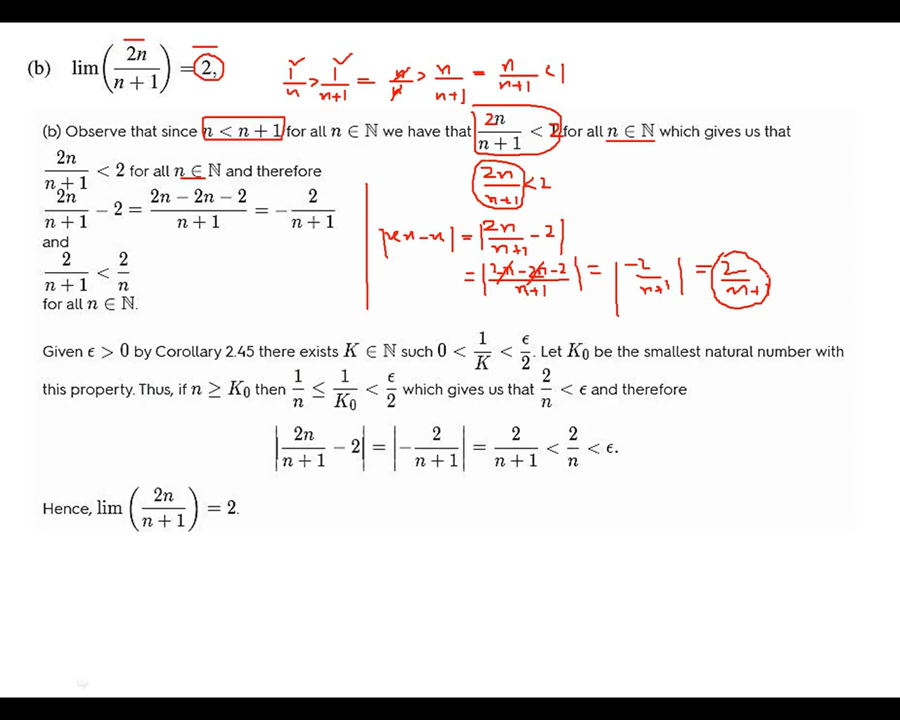 (b) lim(2n/(n + 1)) = 2,
1/n > 1/(n+1) = n/n > n/(n+1) = n/(n+1) < 1
(b) Observe that since n < n + 1 for all n ∈ ℕ we have that 2n/(n + 1) < 2 for all n ∈ ℕ which gives us that
2n/(n + 1) < 2 for all n ∈ ℕ and therefore
2n/(n+1) < 2
2n/(n + 1) − 2 = (2n − 2n − 2)/(n + 1) = −2/(n + 1)
|xn − x| = |2n/(n+1) − 2|
and
= |(2n − 2n − 2)/(n+1)| = |−2/(n+1)| = 2/(n+1)
2/(n + 1) < 2/n
for all n ∈ ℕ.
Given ϵ > 0 by Corollary 2.45 there exists K ∈ ℕ such 0 < 1/K < ϵ/2. Let K₀ be the smallest natural number with
this property. Thus, if n ≥ K₀ then 1/n ≤ 1/K₀ < ϵ/2 which gives us that 2/n < ϵ and therefore
|2n/(n + 1) − 2| = |−2/(n + 1)| = 2/(n + 1) < 2/n < ϵ.
Hence, lim (2n/(n + 1)) = 2.